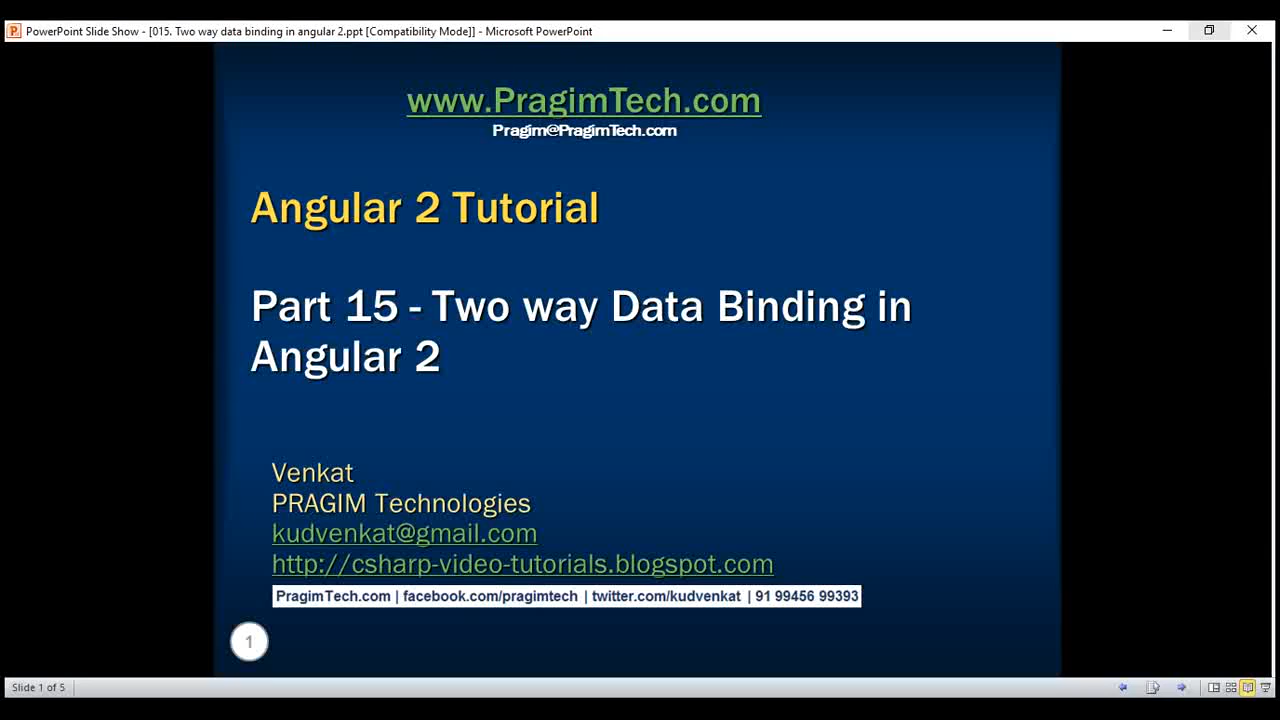 PowerPoint Slide Show - [015. Two way data binding in angular 2.ppt [Compatibility Mode]] - Microsoft PowerPoint
www.PragimTech.com
Pragim@PragimTech.com
Angular 2 Tutorial
Part 15 - Two way Data Binding in
Angular 2
Venkat
PRAGIM Technologies
kudvenkat@gmail.com
http://csharp-video-tutorials.blogspot.com
PragimTech.com | facebook.com/pragimtech | twitter.com/kudvenkat | 91 99456 99393
1
Slide 1 of 5